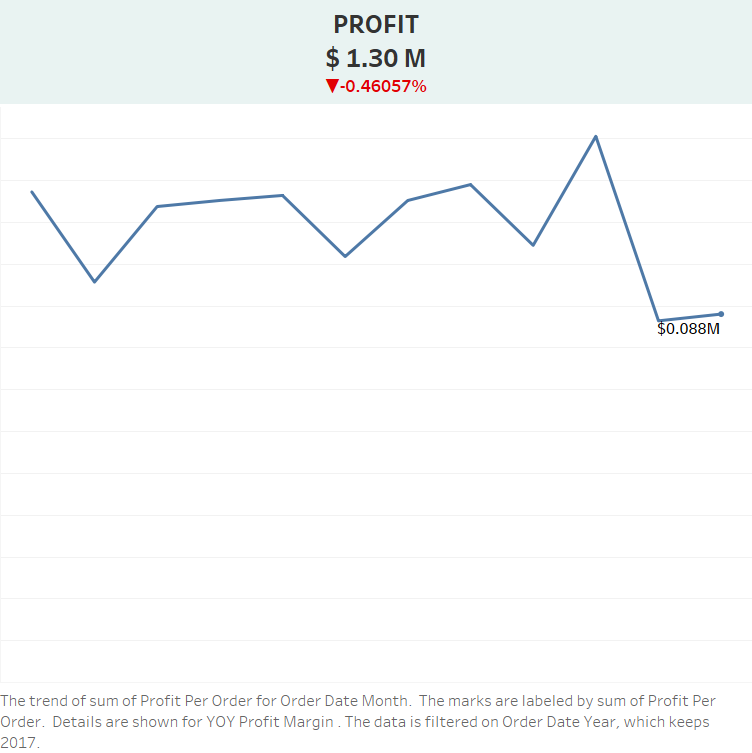 PROFIT
$ 1.30 M
▼-0.46057%
$0.088M
The trend of sum of Profit Per Order for Order Date Month.  The marks are labeled by sum of Profit Per
Order.  Details are shown for YOY Profit Margin . The data is filtered on Order Date Year, which keeps
2017.